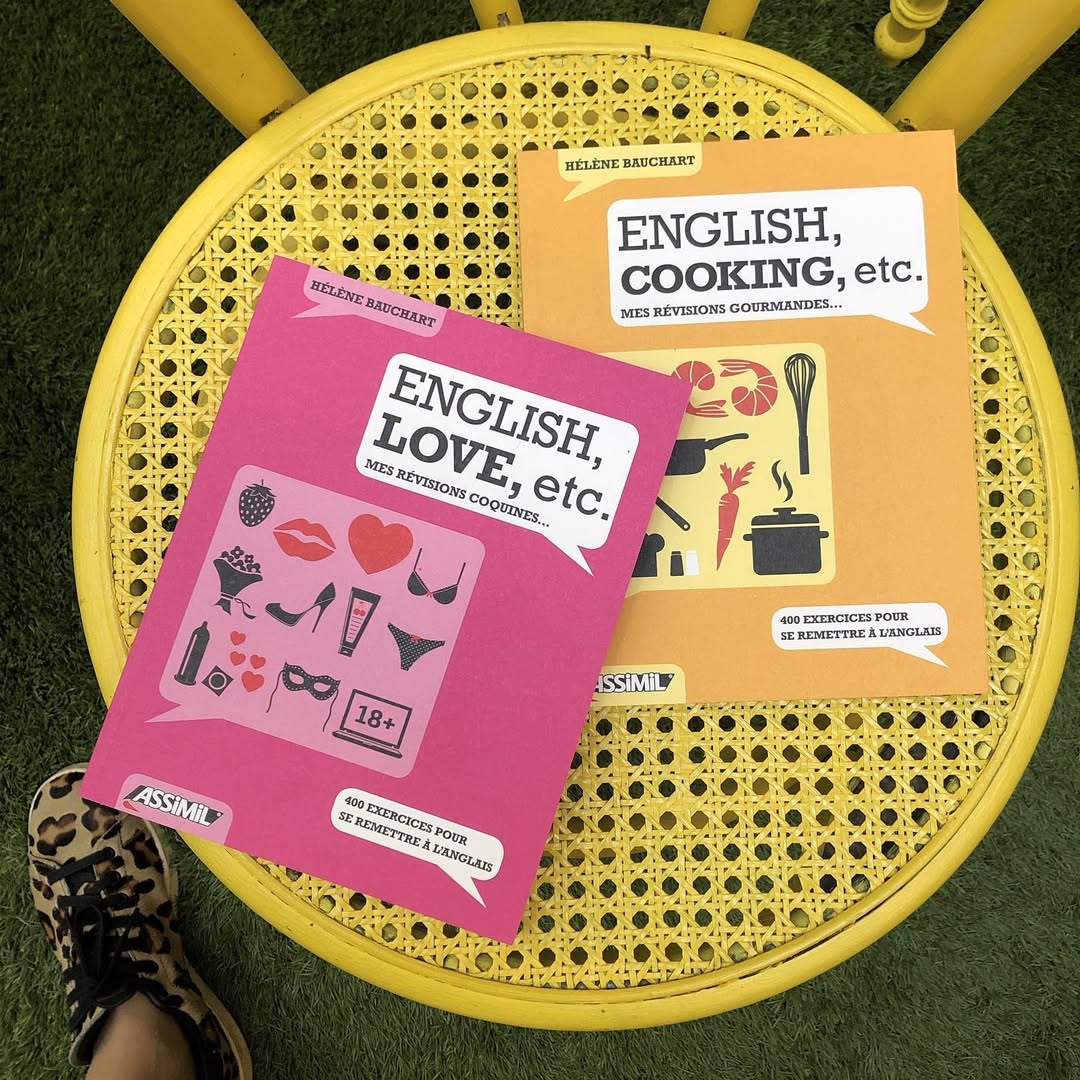 HÉLÈNE BAUCHART
ENGLISH,
LOVE, etc.
MES RÉVISIONS COQUINES...
18+
ASSiMiL
400 EXERCICES POUR
SE REMETTRE À L'ANGLAIS
HÉLÈNE BAUCHART
ENGLISH,
COOKING, etc.
MES RÉVISIONS GOURMANDES...
400 EXERCICES POUR
SE REMETTRE À L'ANGLAIS
ASSiMiL